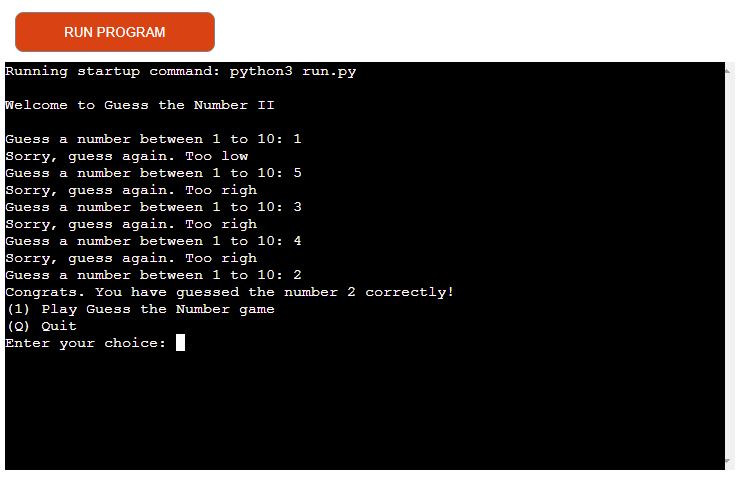 RUN PROGRAM
Running startup command: python3 run.py
Welcome to Guess the Number II
Guess a number between 1 to 10: 1
Sorry, guess again. Too low
Guess a number between 1 to 10: 5
Sorry, guess again. Too righ
Guess a number between 1 to 10: 3
Sorry, guess again. Too righ
Guess a number between 1 to 10: 4
Sorry, guess again. Too righ
Guess a number between 1 to 10: 2
Congrats. You have guessed the number 2 correctly!
(1) Play Guess the Number game
(Q) Quit
Enter your choice: